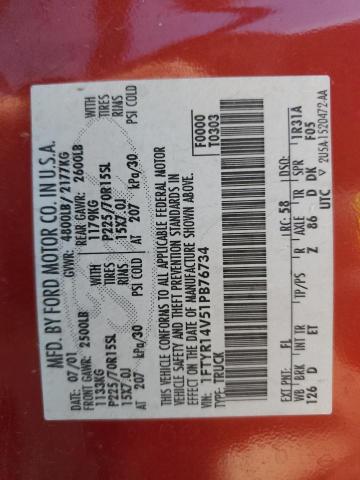 MFD. BY FORD MOTOR CO. IN U.S.A.
DATE: 07/01 GVWR: 4800LB/2177KG
FRONT GAWR: 2500LB REAR GAWR: 2600LB
1133KG WITH 1179KG WITH
P225/70R15SL TIRES P225/70R15SL TIRES
15X7.0J RIMS 15X7.0J RIMS
AT 207 kPa/30 PSI COLD AT 207 kPa/30 PSI COLD
THIS VEHICLE CONFORMS TO ALL APPLICABLE FEDERAL MOTOR
VEHICLE SAFETY AND THEFT PREVENTION STANDARDS IN
EFFECT ON THE DATE OF MANUFACTURE SHOWN ABOVE.
VIN: 1FTYR14V51PB76734 F0000
TYPE: TRUCK T0303
EXT PNT: FL LRC: 58 DSO: 1R31A
WB BRK INT TR TP/PS R AXLE TR SPR F05
126 D ET Z 86 D DK
UTC ▽ 2U5A-1520472-AA